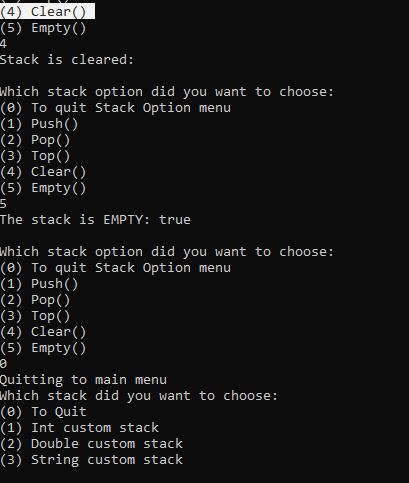 (4) Clear()
(5) Empty()
4
Stack is cleared:
Which stack option did you want to choose:
(0) To quit Stack Option menu
(1) Push()
(2) Pop()
(3) Top()
(4) Clear()
(5) Empty()
5
The stack is EMPTY: true
Which stack option did you want to choose:
(0) To quit Stack Option menu
(1) Push()
(2) Pop()
(3) Top()
(4) Clear()
(5) Empty()
0
Quitting to main menu
Which stack did you want to choose:
(0) To Quit
(1) Int custom stack
(2) Double custom stack
(3) String custom stack